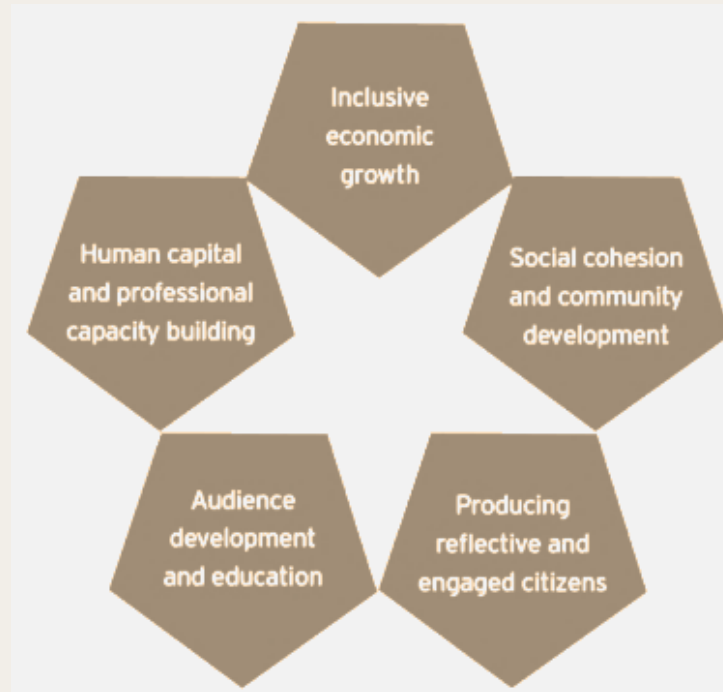 Inclusive
economic
growth
Human capital
and professional
capacity building
Social cohesion
and community
development
Audience
development
and education
Producing
reflective and
engaged citizens